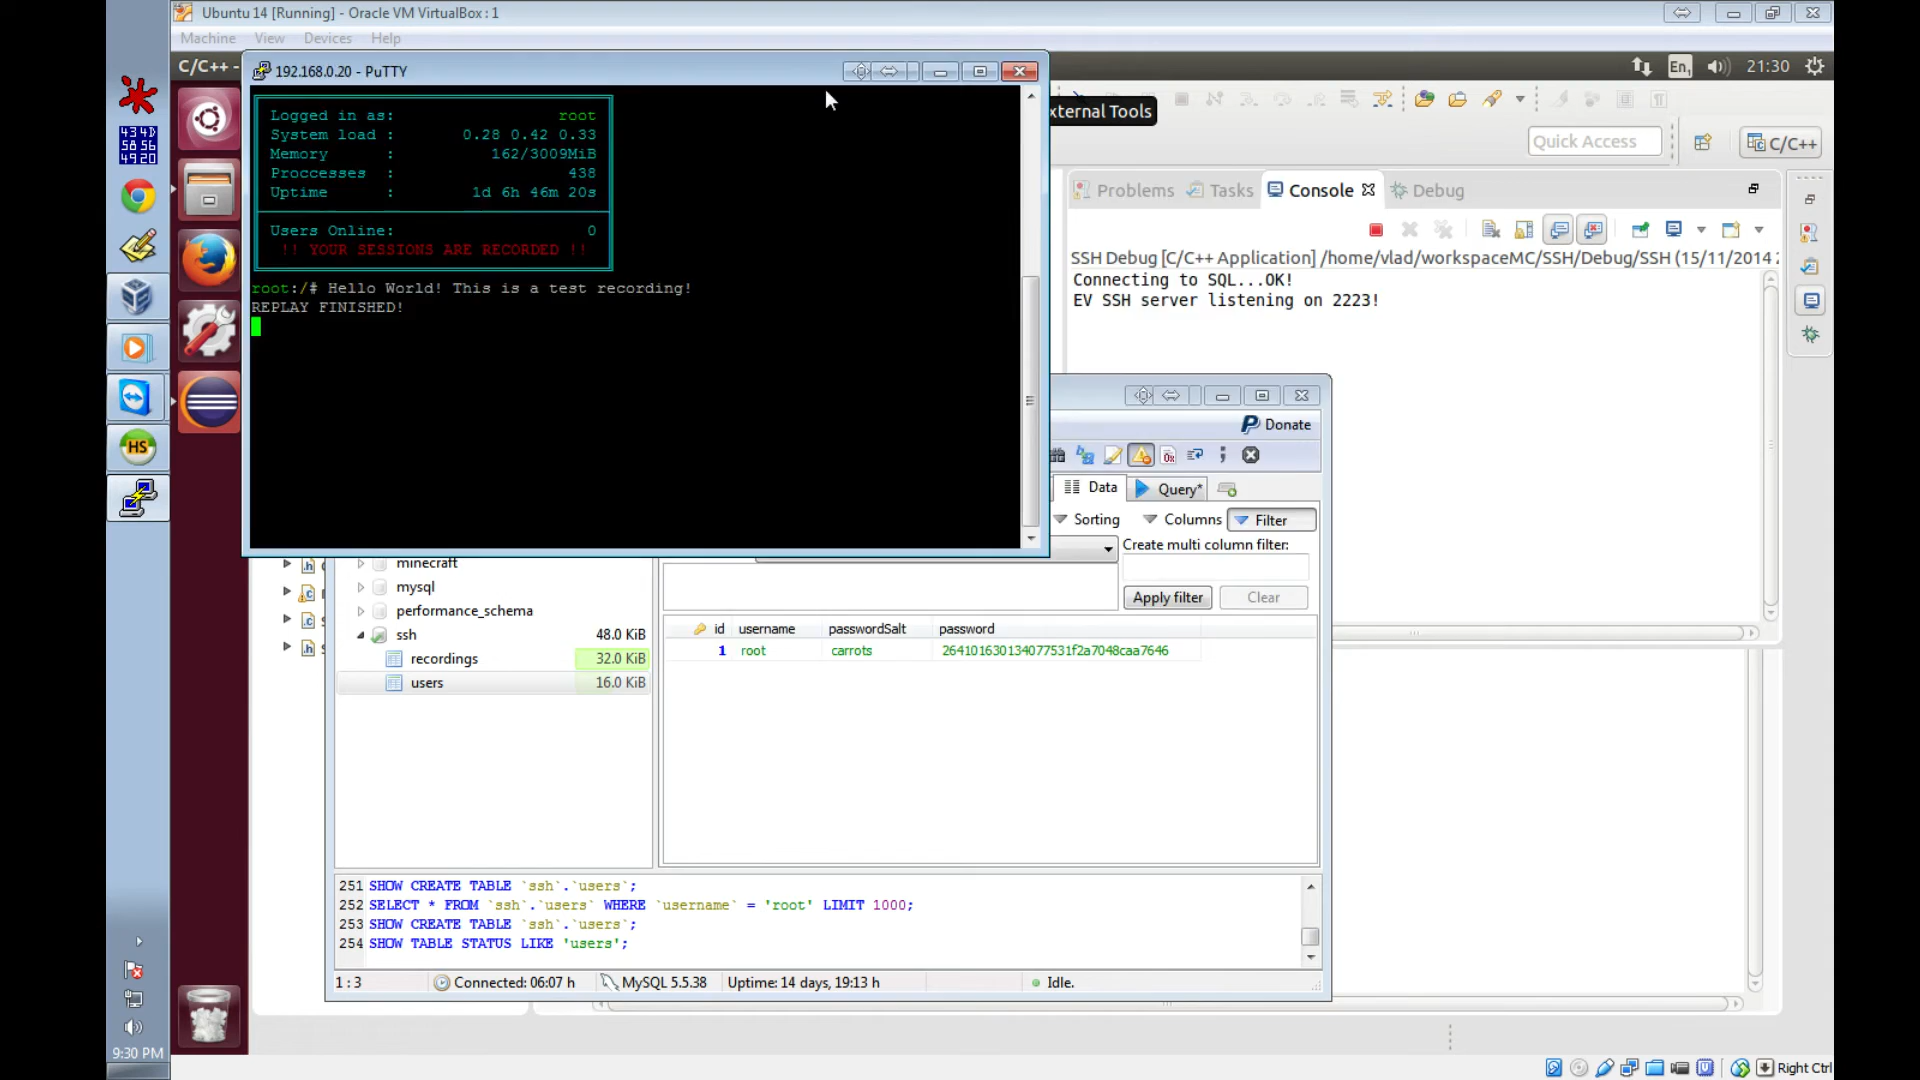 Ubuntu 14 [Running] - Oracle VM VirtualBox : 1
Machine View Devices Help
C/C++ -
En1 21:30
192.168.0.20 - PuTTY
xternal Tools
Logged in as: root
System load : 0.28 0.42 0.33
Memory : 162/3009MiB
Proccesses : 438
Uptime : 1d 6h 46m 20s
Users Online: 0
!! YOUR SESSIONS ARE RECORDED !!
root:/# Hello World! This is a test recording!
REPLAY FINISHED!
Quick Access
C/C++
Problems Tasks Console Debug
SSH Debug [C/C++ Application] /home/vlad/workspaceMC/SSH/Debug/SSH (15/11/2014 2
Connecting to SQL...OK!
EV SSH server listening on 2223!
434D
5856
4920
HS
Donate
Data Query*
Sorting Columns Filter
Create multi column filter:
Apply filter Clear
minecraft
mysql
performance_schema
ssh 48.0 KiB
recordings 32.0 KiB
users 16.0 KiB
id username passwordSalt password
1 root carrots 264101630134077531f2a7048caa7646
251 SHOW CREATE TABLE `ssh`.`users`;
252 SELECT * FROM `ssh`.`users` WHERE `username` = 'root' LIMIT 1000;
253 SHOW CREATE TABLE `ssh`.`users`;
254 SHOW TABLE STATUS LIKE 'users';
1 : 3 Connected: 06:07 h MySQL 5.5.38 Uptime: 14 days, 19:13 h Idle.
9:30 PM
Right Ctrl